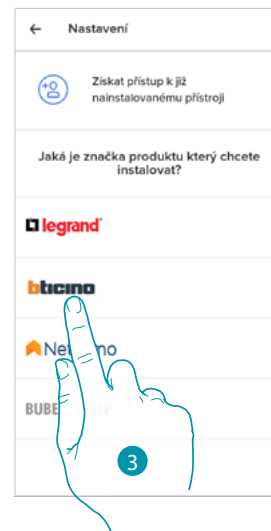 ← Nastavení
Získat přístup k již
nainstalovanému přístroji
Jaká je značka produktu který chcete
instalovat?
legrand
bticino
3